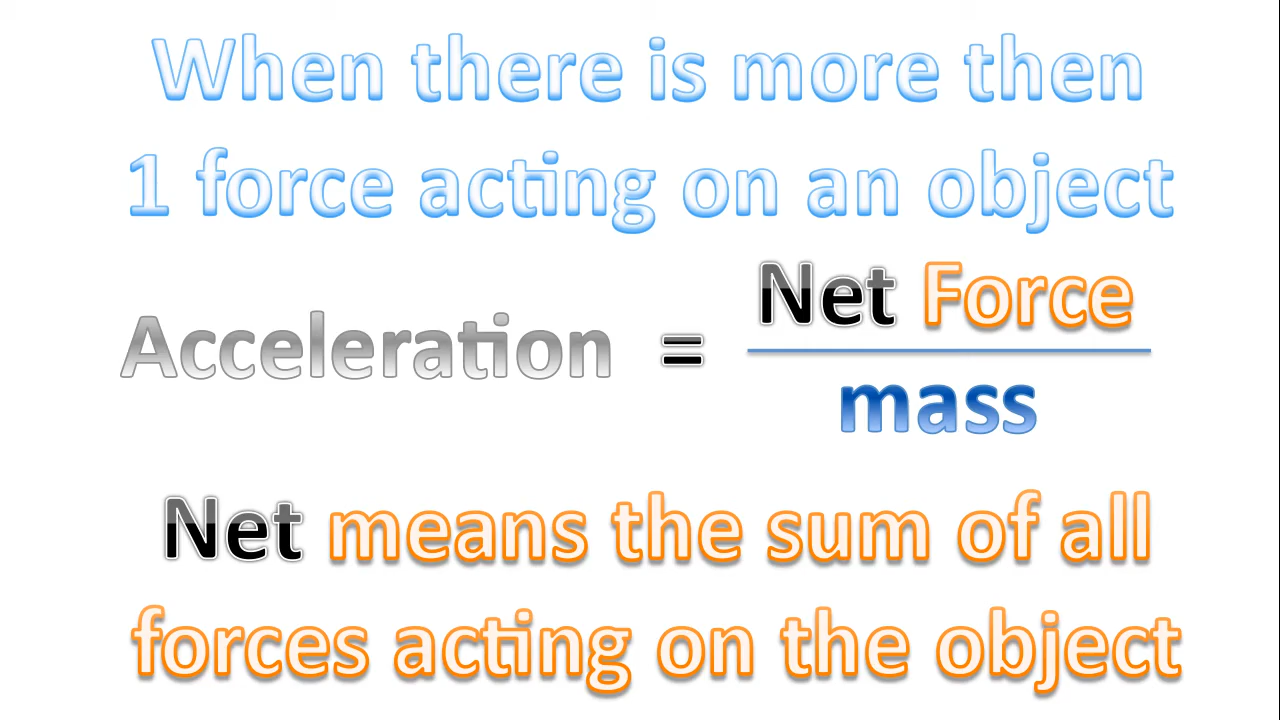 When there is more then
1 force acting on an object
Acceleration = Net Force
mass
Net means the sum of all
forces acting on the object